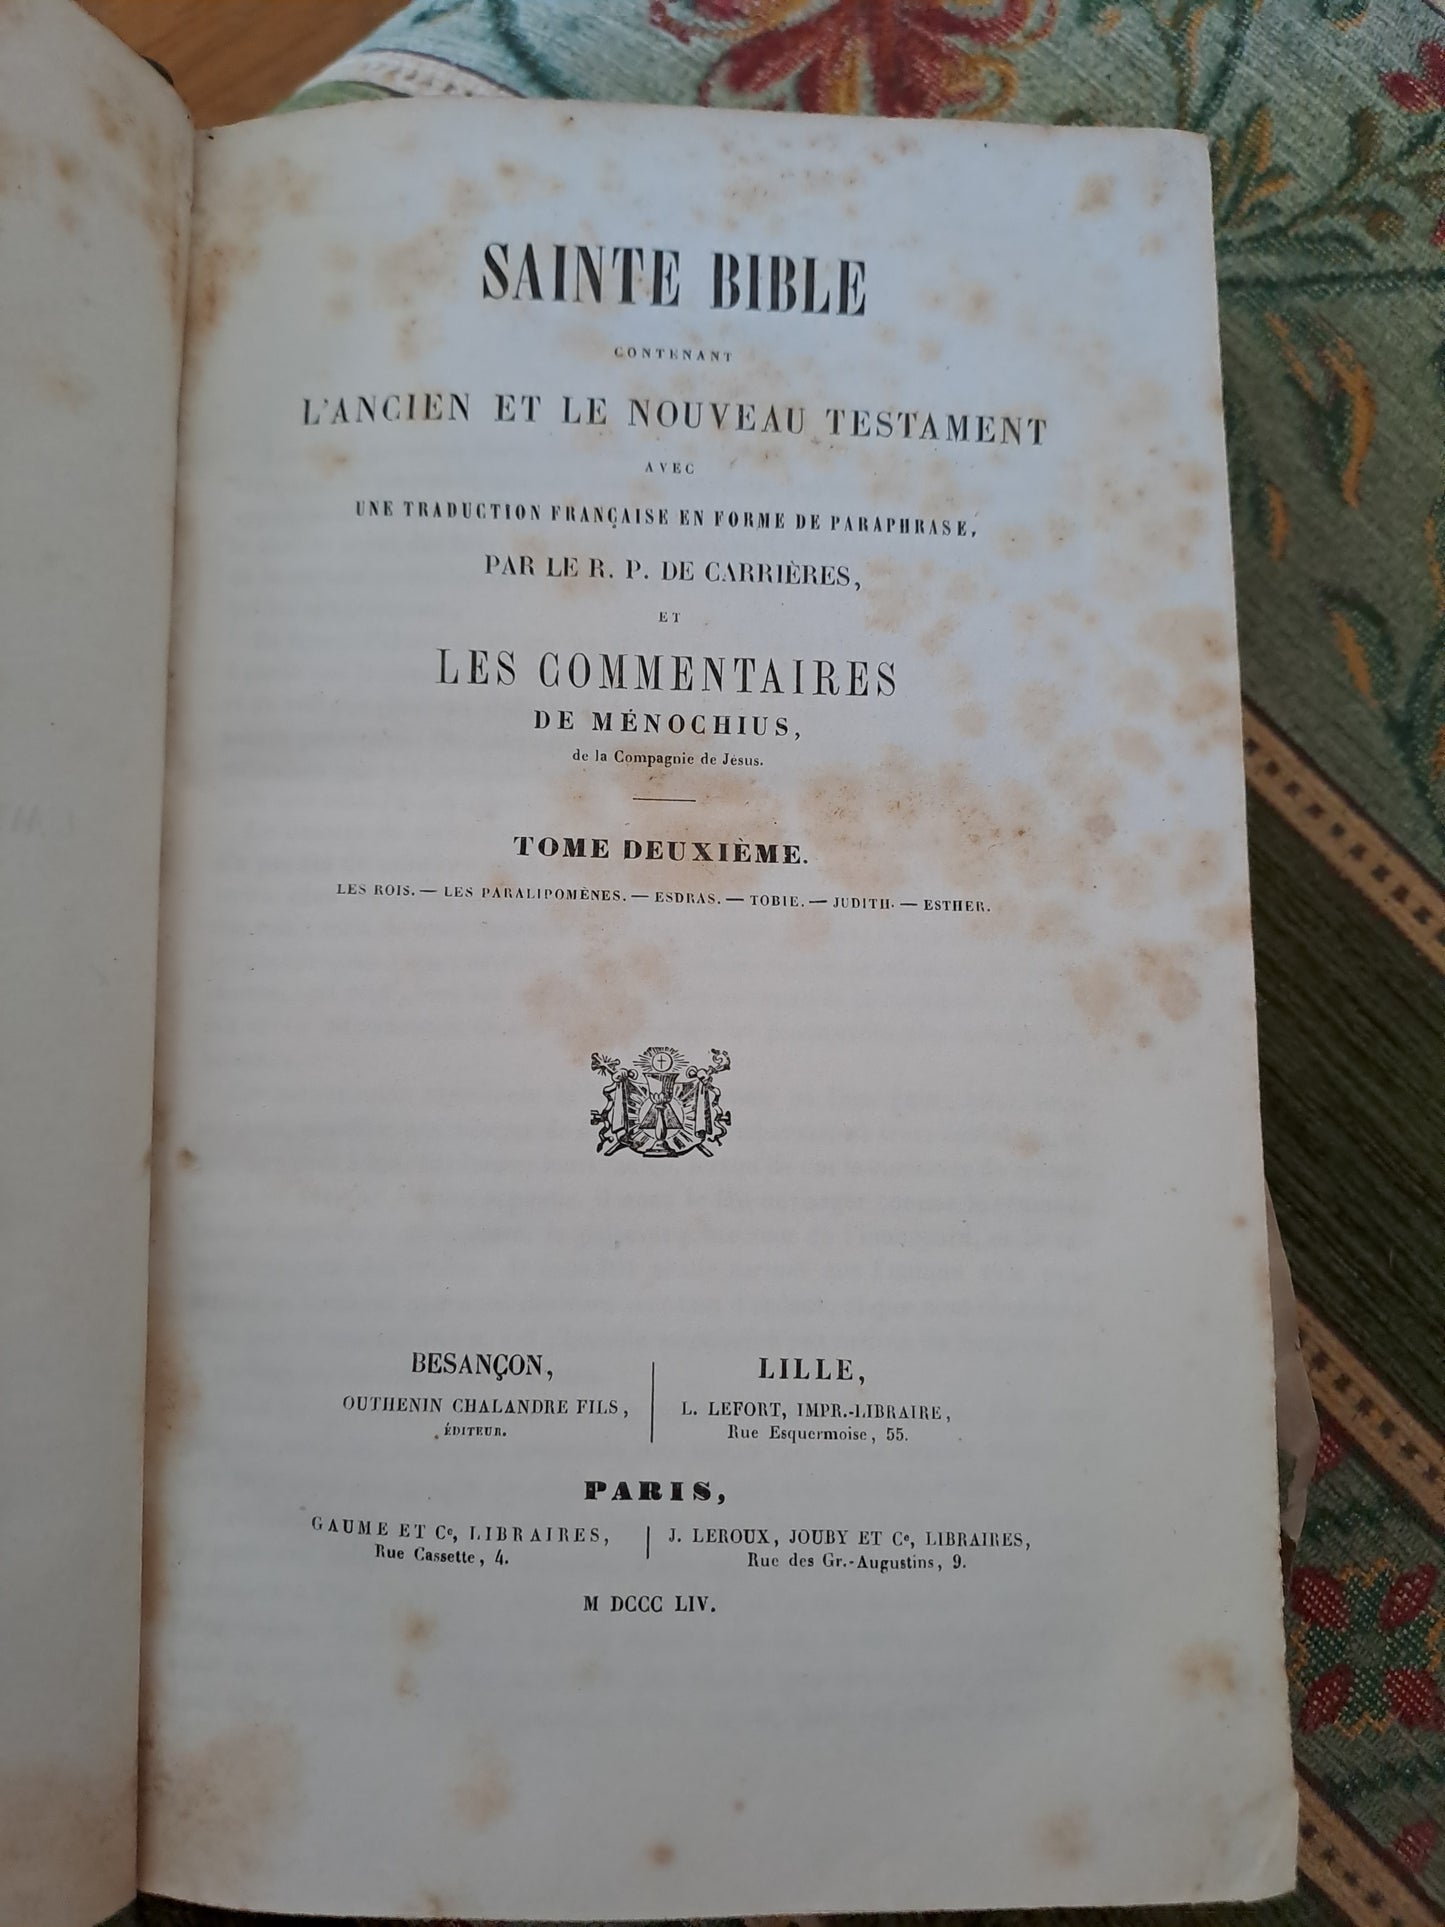 SAINTE BIBLE
CONTENANT
L'ANCIEN ET LE NOUVEAU TESTAMENT
AVEC
UNE TRADUCTION FRANÇAISE EN FORME DE PARAPHRASE,
PAR LE R. P. DE CARRIÈRES,
ET
LES COMMENTAIRES
DE MÉNOCHIUS,
de la Compagnie de Jésus.
TOME DEUXIÈME.
LES ROIS. — LES PARALIPOMÈNES. — ESDRAS. — TOBIE. — JUDITH. — ESTHER.
BESANÇON,
OUTHENIN CHALANDRE FILS,
ÉDITEUR.
LILLE,
L. LEFORT, IMPR.-LIBRAIRE,
Rue Esquermoise, 55.
PARIS,
GAUME ET Cᵉ, LIBRAIRES,
Rue Cassette, 4.
J. LEROUX, JOUBY ET Cᵉ, LIBRAIRES,
Rue des Gr.-Augustins, 9.
M DCCC LIV.